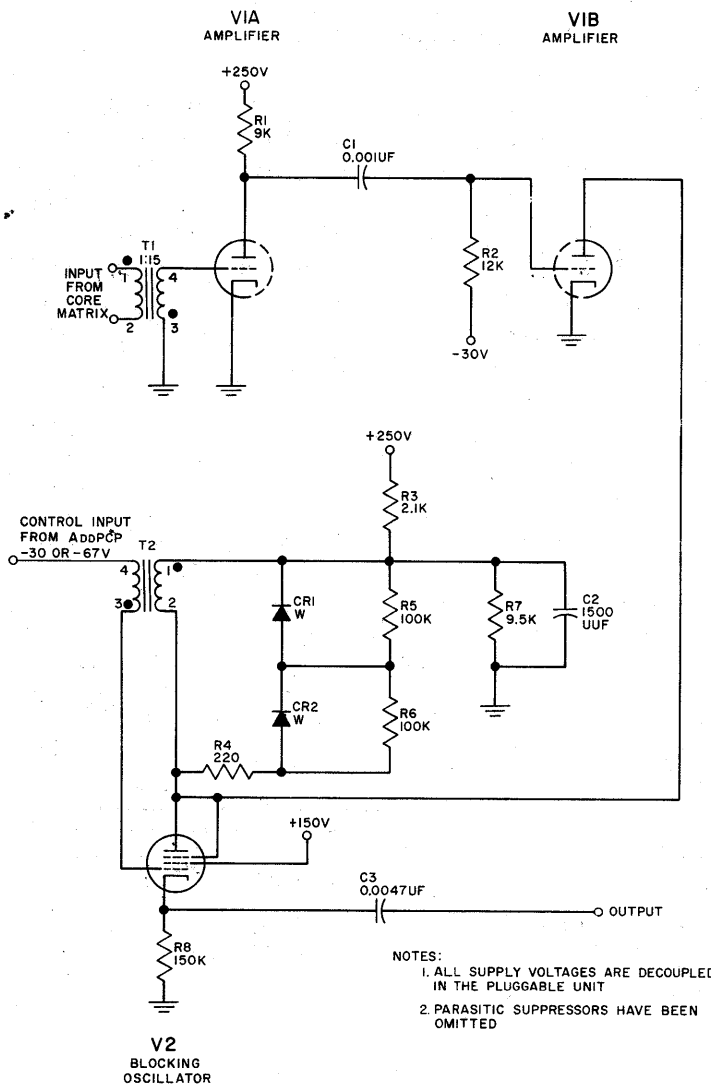 V1A
AMPLIFIER
V1B
AMPLIFIER
+250V
R1
9K
C1
0.001UF
T1
1:15
INPUT
FROM
CORE
MATRIX
1
2
4
3
R2
12K
-30V
+250V
R3
2.1K
CONTROL INPUT
FROM ADDPCP
-30 OR -67V
T2
4
3
1
2
CR1
W
R5
100K
R7
9.5K
C2
1500
UUF
CR2
W
R6
100K
R4
220
+150V
C3
0.0047UF
OUTPUT
R8
150K
NOTES:
1. ALL SUPPLY VOLTAGES ARE DECOUPLED
IN THE PLUGGABLE UNIT
2. PARASITIC SUPPRESSORS HAVE BEEN
OMITTED
V2
BLOCKING
OSCILLATOR